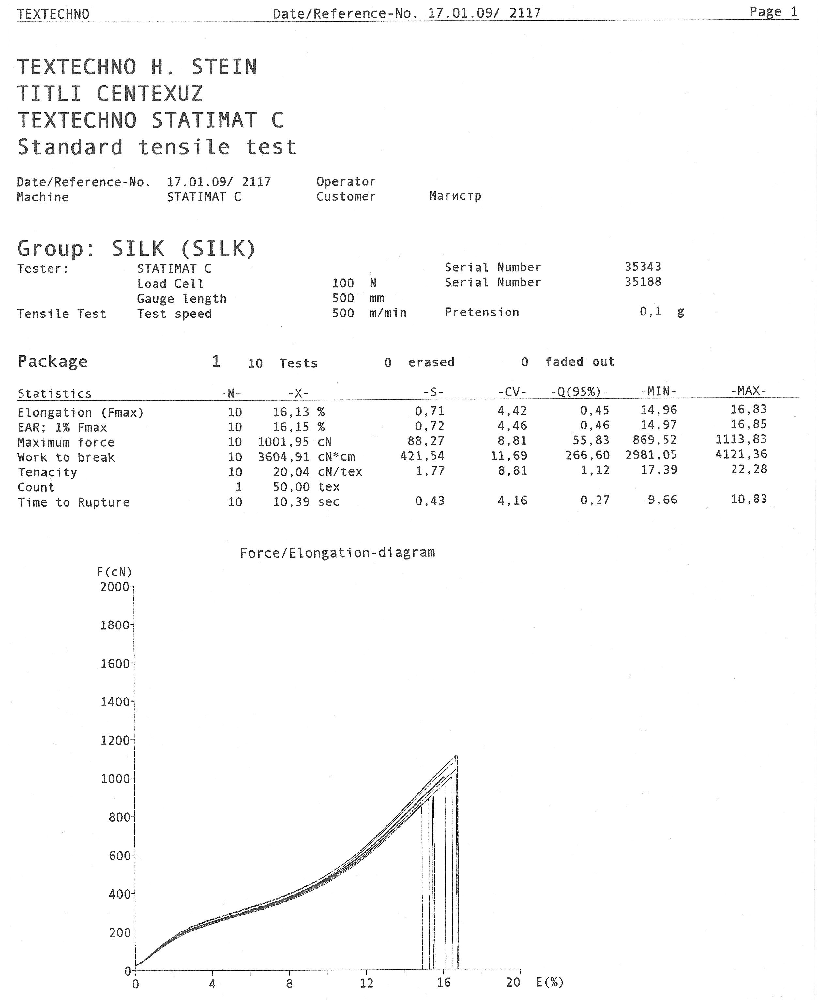 TEXTECHNO Date/Reference-No. 17.01.09/ 2117 Page 1
TEXTECHNO H. STEIN
TITLI CENTEXUZ
TEXTECHNO STATIMAT C
Standard tensile test
Date/Reference-No. 17.01.09/ 2117 Operator
Machine STATIMAT C Customer Магистр
Group: SILK (SILK)
Tester: STATIMAT C Serial Number 35343
Load Cell 100 N Serial Number 35188
Gauge length 500 mm
Tensile Test Test speed 500 m/min Pretension 0,1 g
Package 1 10 Tests 0 erased 0 faded out
Statistics -N- -X- -S- -CV- -Q(95%)- -MIN- -MAX-
Elongation (Fmax) 10 16,13 % 0,71 4,42 0,45 14,96 16,83
EAR; 1% Fmax 10 16,15 % 0,72 4,46 0,46 14,97 16,85
Maximum force 10 1001,95 cN 88,27 8,81 55,83 869,52 1113,83
Work to break 10 3604,91 cN*cm 421,54 11,69 266,60 2981,05 4121,36
Tenacity 10 20,04 cN/tex 1,77 8,81 1,12 17,39 22,28
Count 1 50,00 tex
Time to Rupture 10 10,39 sec 0,43 4,16 0,27 9,66 10,83
Force/Elongation-diagram
F(cN)
2000
1800
1600
1400
1200
1000
800
600
400
200
0
0 4 8 12 16 20 E(%)